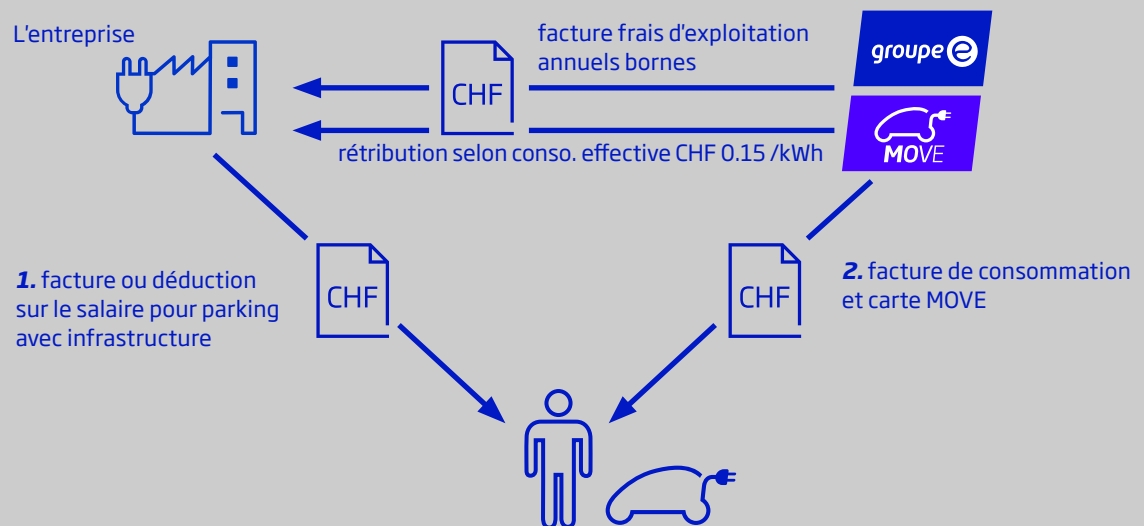 L'entreprise
facture frais d'exploitation
annuels bornes
groupe e
CHF
MOVE
rétribution selon conso. effective CHF 0.15 /kWh
1. facture ou déduction
sur le salaire pour parking
avec infrastructure
CHF
CHF
2. facture de consommation
et carte MOVE